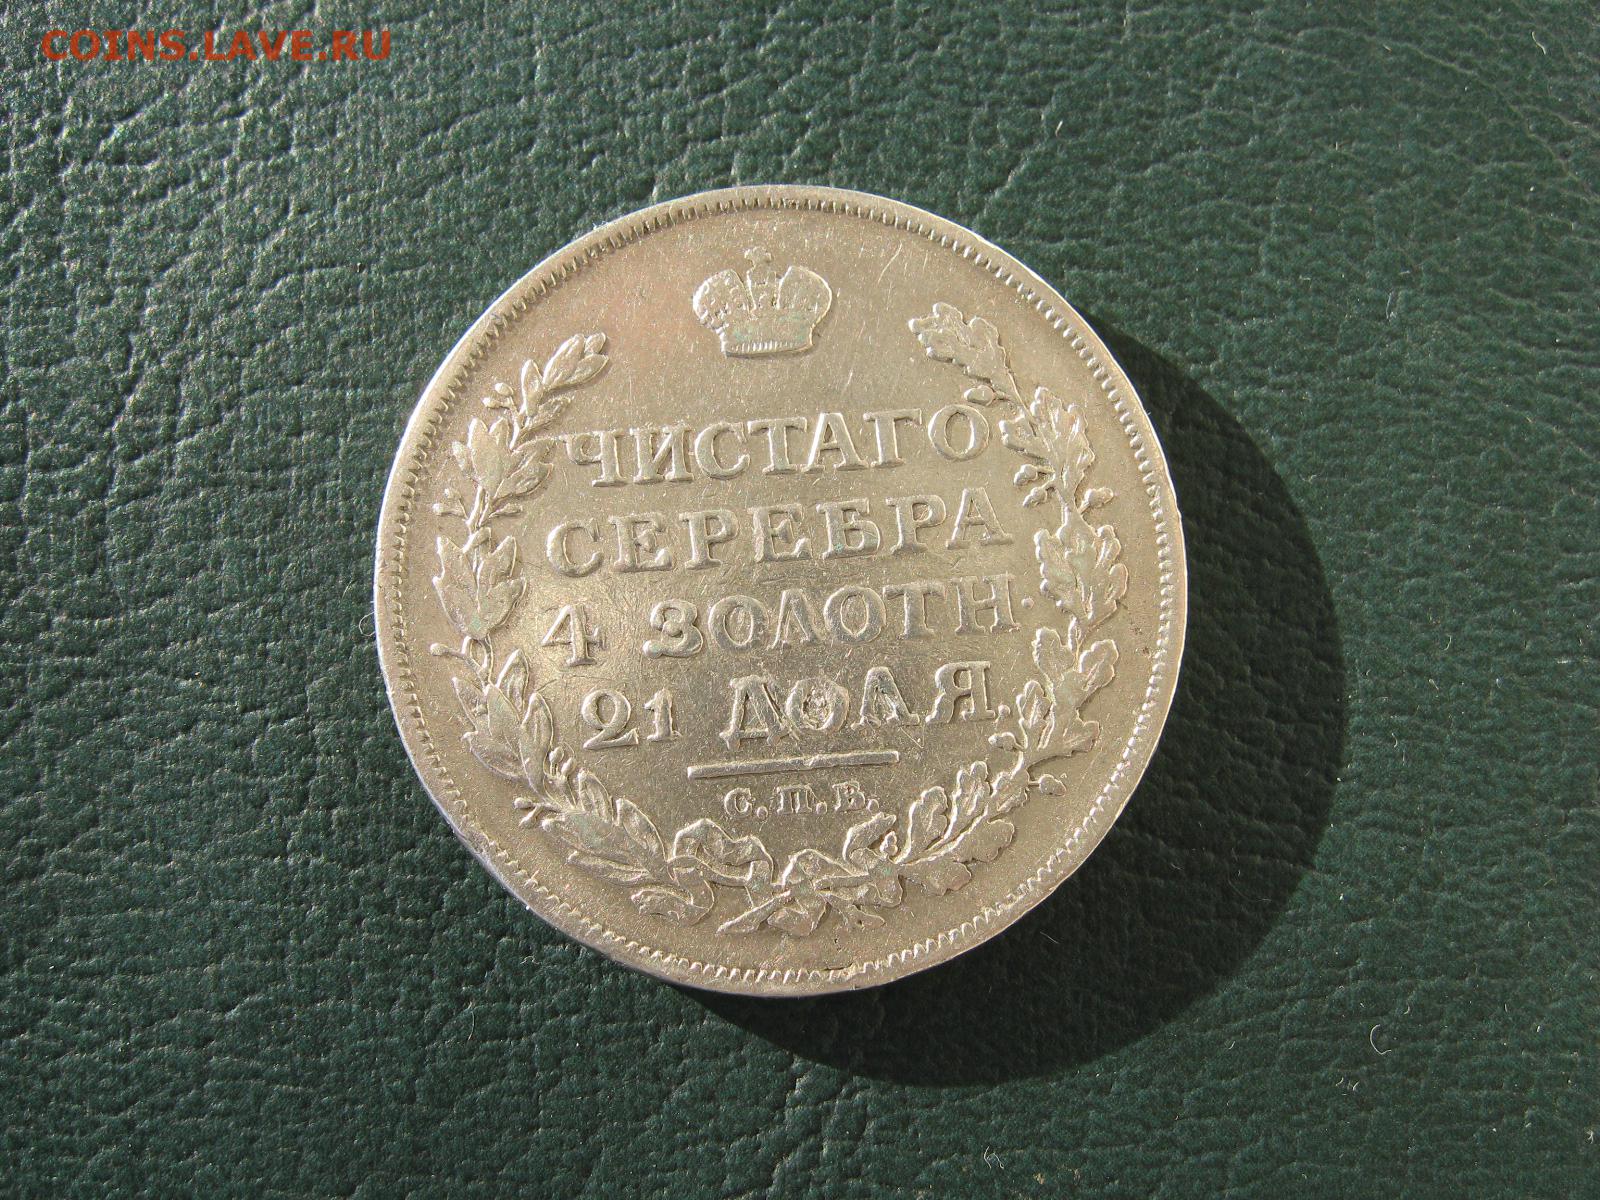 COINS.LAVE.RU
ЧИСТАГО
СЕРЕБРА
4 ЗОЛОТН.
21 ДОЛЯ.
С.П.Б.